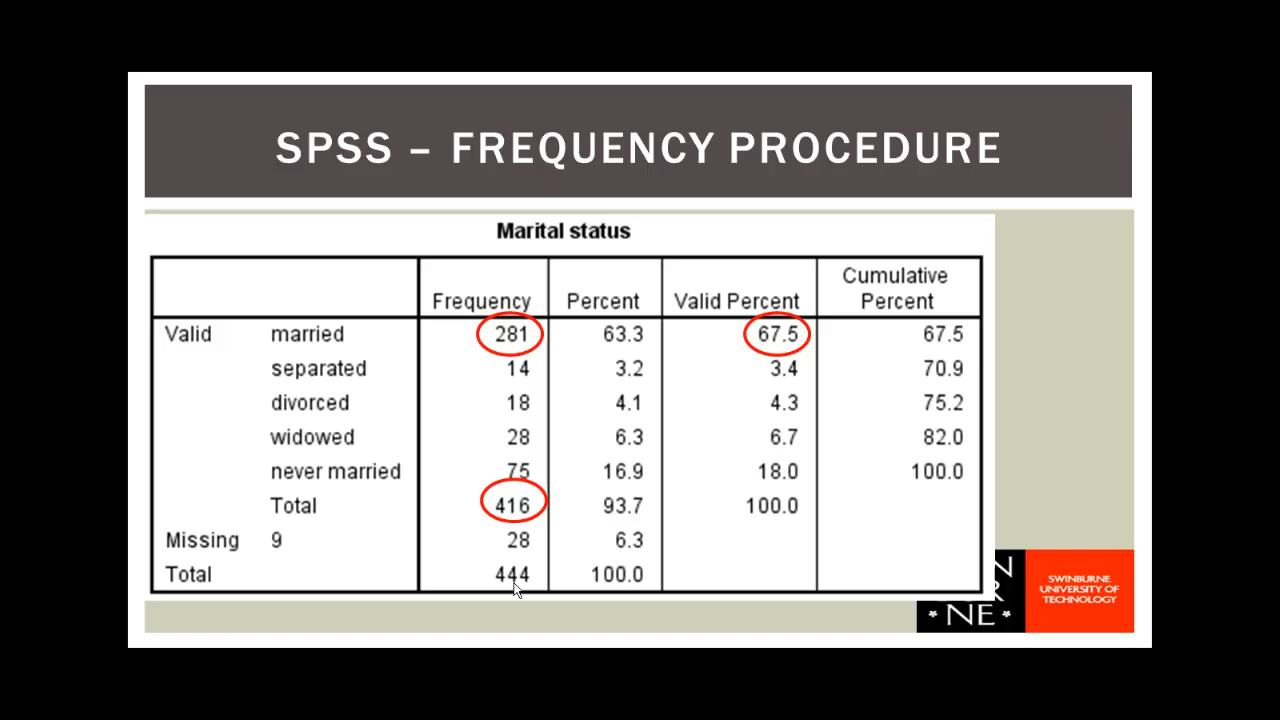 SPSS – FREQUENCY PROCEDURE
Marital status
Frequency Percent Valid Percent Cumulative Percent
Valid married 281 63.3 67.5 67.5
separated 14 3.2 3.4 70.9
divorced 18 4.1 4.3 75.2
widowed 28 6.3 6.7 82.0
never married 75 16.9 18.0 100.0
Total 416 93.7 100.0
Missing 9 28 6.3
Total 444 100.0
NE
SWINBURNE
UNIVERSITY OF
TECHNOLOGY